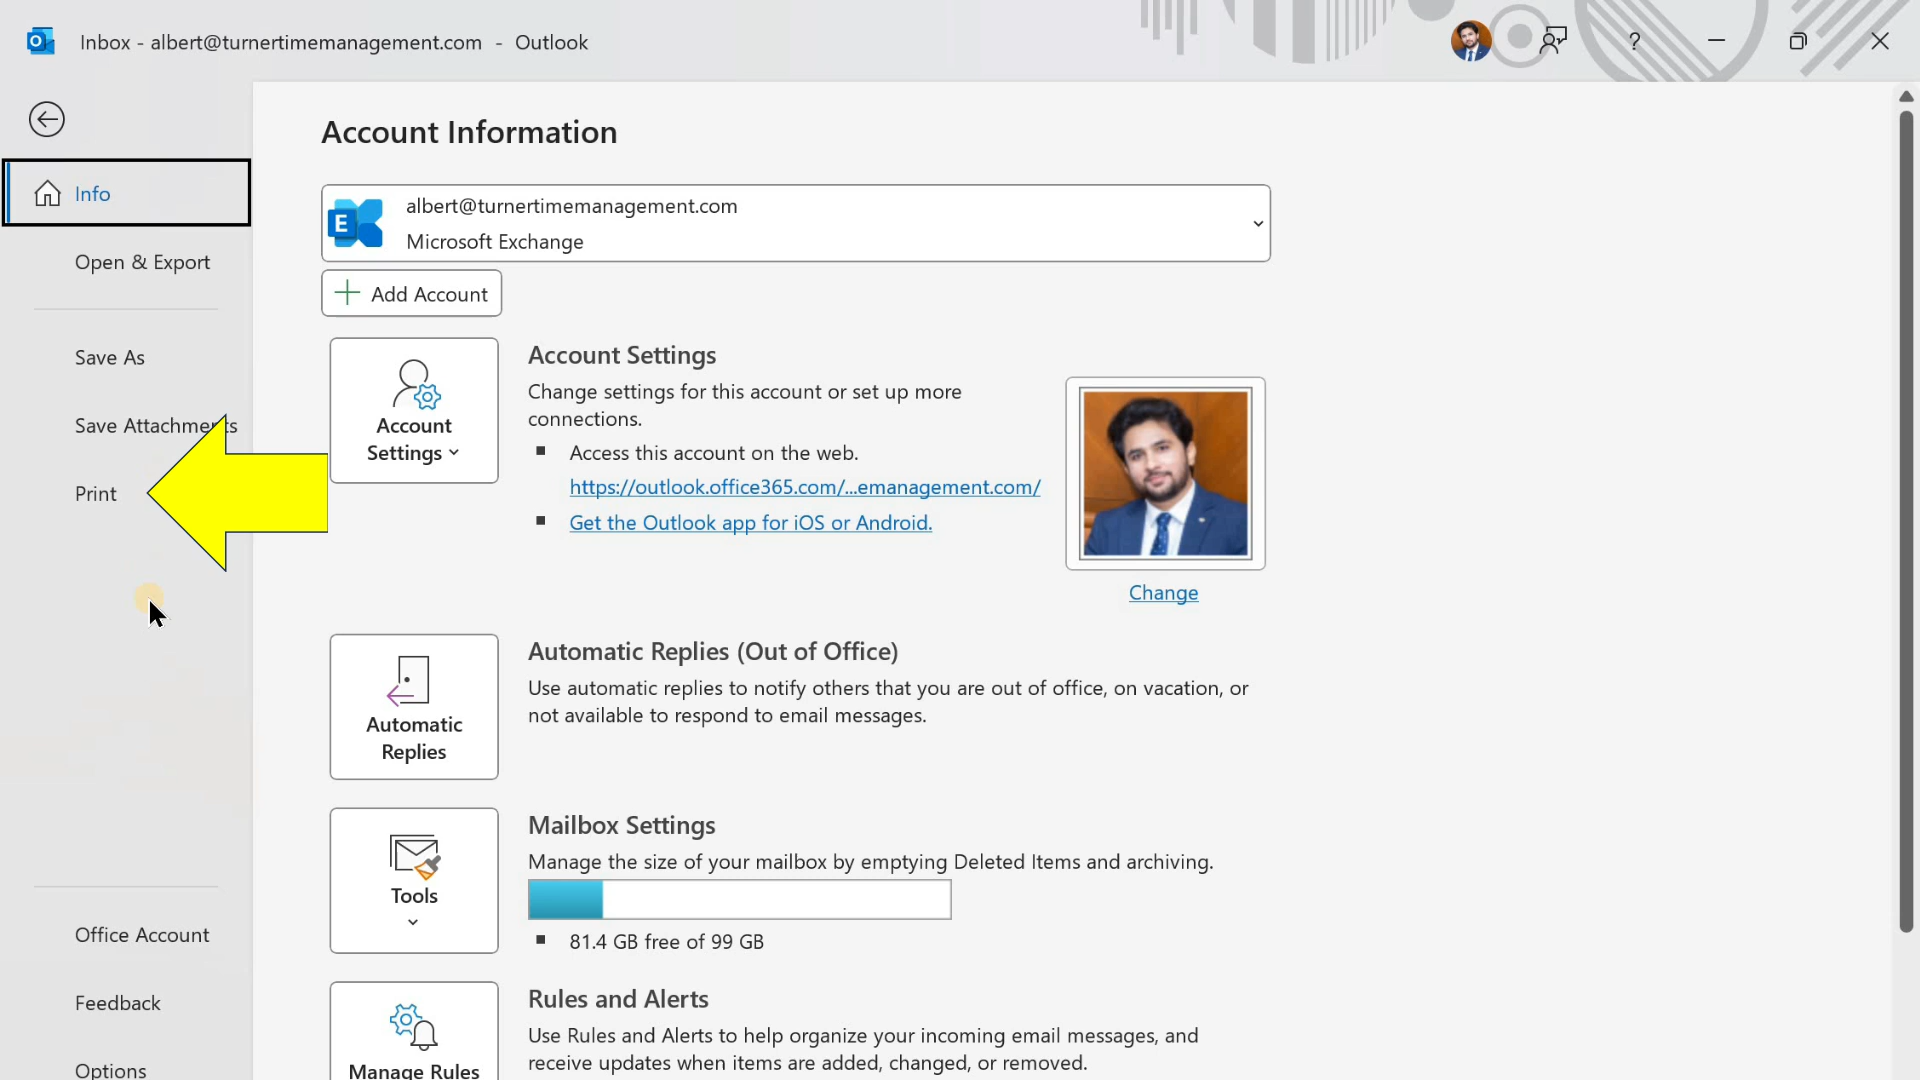 Inbox - albert@turnertimemanagement.com - Outlook
?
Info
Open & Export
Save As
Save Attachments
Print
Office Account
Feedback
Options
Account Information
E
albert@turnertimemanagement.com
Microsoft Exchange
Add Account
Account
Settings
Account Settings
Change settings for this account or set up more
connections.
Access this account on the web.
https://outlook.office365.com/...emanagement.com/
Get the Outlook app for iOS or Android.
Change
Automatic
Replies
Automatic Replies (Out of Office)
Use automatic replies to notify others that you are out of office, on vacation, or
not available to respond to email messages.
Tools
Mailbox Settings
Manage the size of your mailbox by emptying Deleted Items and archiving.
81.4 GB free of 99 GB
Manage Rules
Rules and Alerts
Use Rules and Alerts to help organize your incoming email messages, and
receive updates when items are added, changed, or removed.